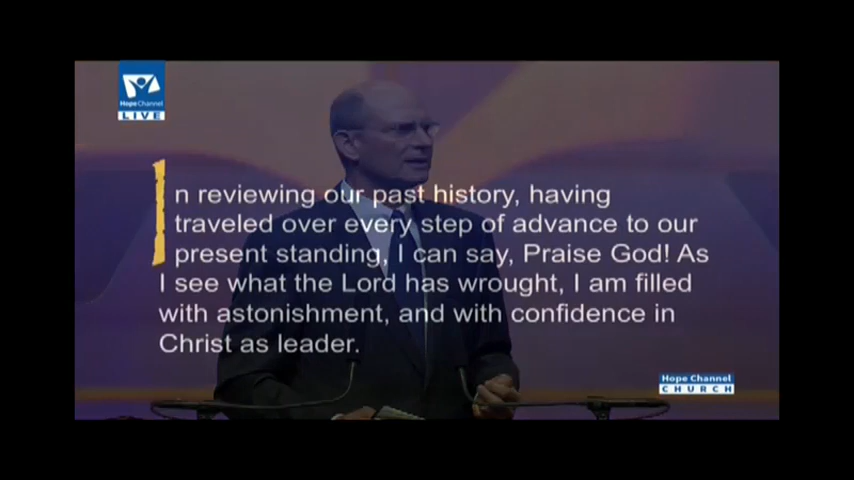 Hope Channel
LIVE
In reviewing our past history, having
traveled over every step of advance to our
present standing, I can say, Praise God! As
I see what the Lord has wrought, I am filled
with astonishment, and with confidence in
Christ as leader.
Hope Channel
CHURCH